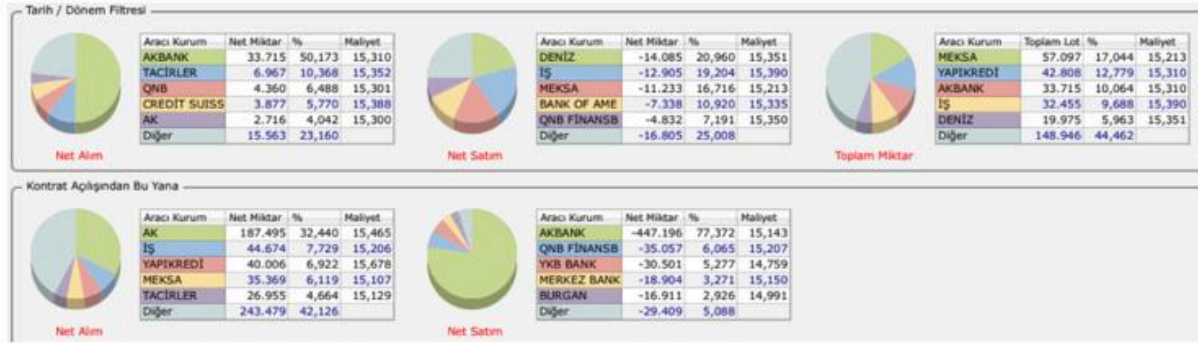 Tarih / Dönem Filtresi
Aracı Kurum Net Miktar % Maliyet
AKBANK 33.715 50,173 15,310
TACİRLER 6.967 10,368 15,352
QNB 4.360 6,488 15,301
CREDİT SUISS 3.877 5,770 15,388
AK 2.716 4,042 15,300
Diğer 15.563 23,160
Net Alım
Aracı Kurum Net Miktar % Maliyet
DENİZ -14.085 20,960 15,351
İŞ -12.905 19,204 15,390
MEKSA -11.233 16,716 15,213
BANK OF AME -7.338 10,920 15,335
QNB FİNANSB -4.832 7,191 15,350
Diğer -16.805 25,008
Net Satım
Aracı Kurum Toplam Lot % Maliyet
MEKSA 57.097 17,044 15,213
YAPIKREDİ 42.808 12,779 15,310
AKBANK 33.715 10,064 15,310
İŞ 32.455 9,688 15,390
DENİZ 19.975 5,963 15,351
Diğer 148.946 44,462
Toplam Miktar
Kontrat Açılışından Bu Yana
Aracı Kurum Net Miktar % Maliyet
AK 187.495 32,440 15,465
İŞ 44.674 7,729 15,206
YAPIKREDİ 40.006 6,922 15,678
MEKSA 35.369 6,119 15,107
TACİRLER 26.955 4,664 15,129
Diğer 243.479 42,126
Net Alım
Aracı Kurum Net Miktar % Maliyet
AKBANK -447.196 77,372 15,143
QNB FİNANSB -35.057 6,065 15,207
YKB BANK -30.501 5,277 14,759
MERKEZ BANK -18.904 3,271 15,150
BURGAN -16.911 2,926 14,991
Diğer -29.409 5,088
Net Satım